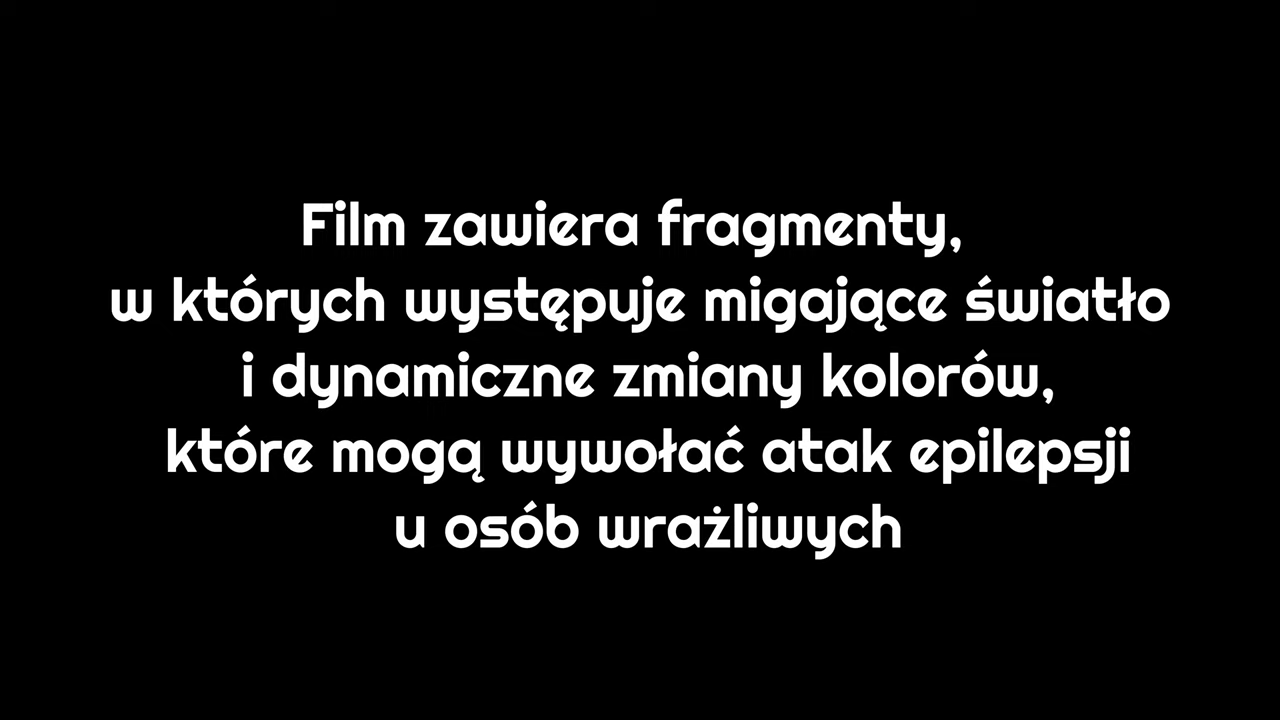 Film zawiera fragmenty,
w których występuje migające światło
i dynamiczne zmiany kolorów,
które mogą wywołać atak epilepsji
u osób wrażliwych